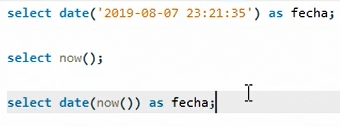 select date('2019-08-07 23:21:35') as fecha;
select now();
select date(now()) as fecha;